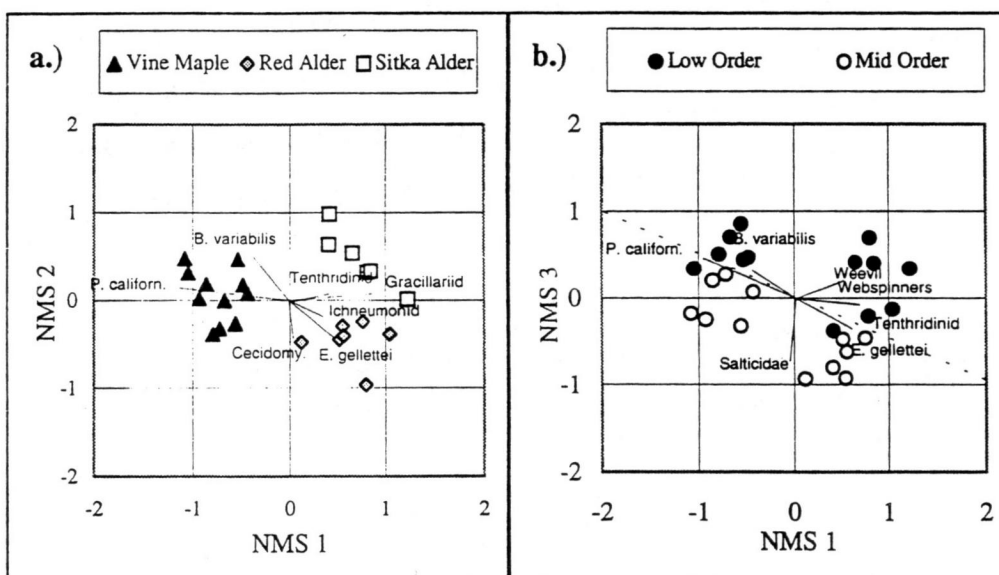 a.)
Vine Maple Red Alder Sitka Alder
2
1
0
-1
-2
NMS 2
B. variabilis
Tenthridinid
P. californ.
Gracillariid
Ichneumonid
Cecidomy.
E. gellettei
-2 -1 0 1 2
NMS 1
b.)
Low Order Mid Order
2
1
0
-1
-2
NMS 3
P. californ.
B. variabilis
Weevil
Webspinners
Tenthridinid
E. gellettei
Salticidae
-2 -1 0 1 2
NMS 1